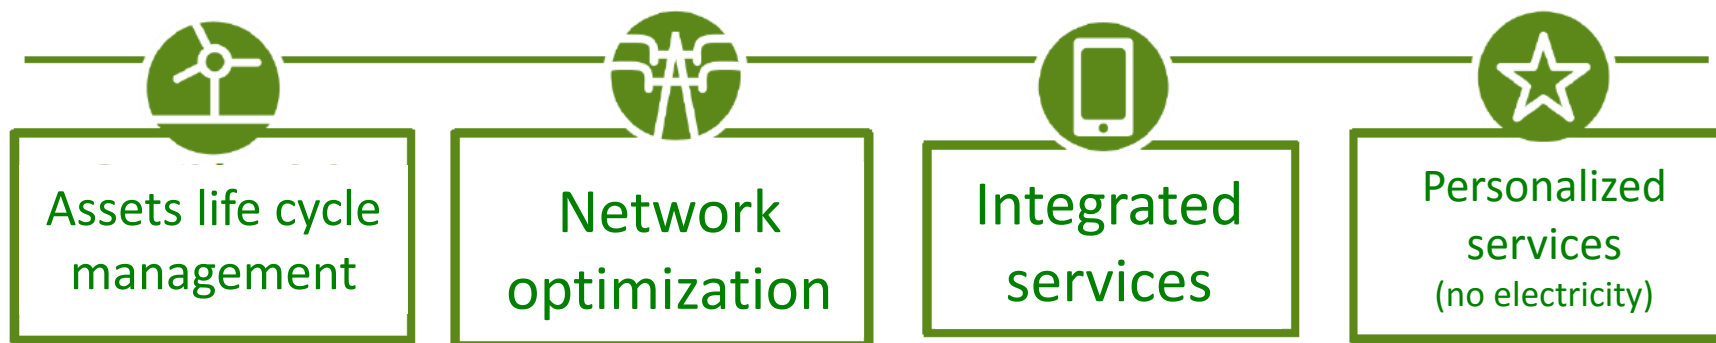 Assets life cycle
management
Network
optimization
Integrated
services
Personalized
services
(no electricity)